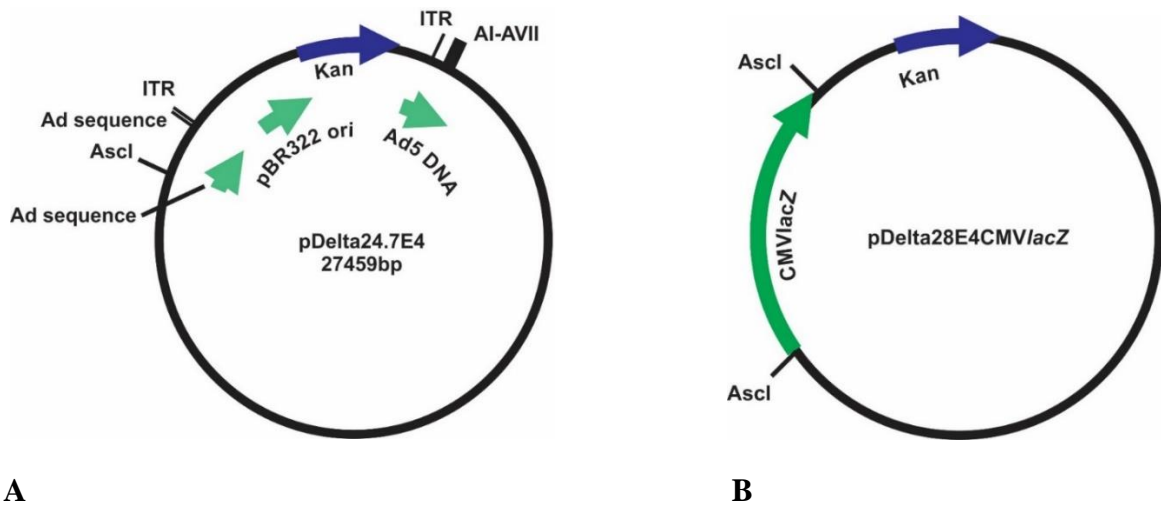 ITR
AI-AVII
Kan
ITR
Ad sequence
AscI
pBR322 ori
Ad5 DNA
Ad sequence
pDelta24.7E4
27459bp
A
AscI
Kan
CMVlacZ
pDelta28E4CMVlacZ
AscI
B